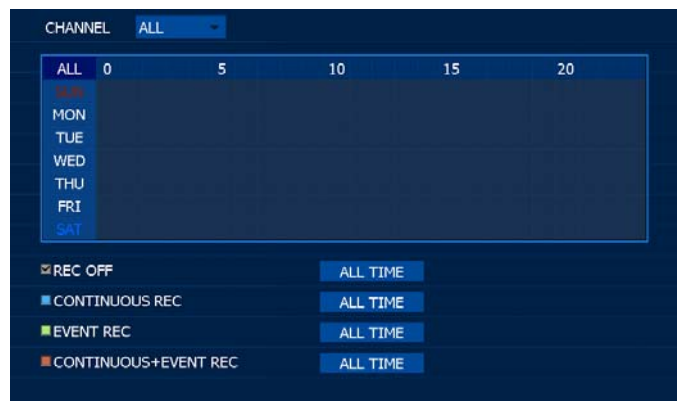 CHANNEL ALL
ALL 0 5 10 15 20
SUN
MON
TUE
WED
THU
FRI
SAT
REC OFF ALL TIME
CONTINUOUS REC ALL TIME
EVENT REC ALL TIME
CONTINUOUS+EVENT REC ALL TIME